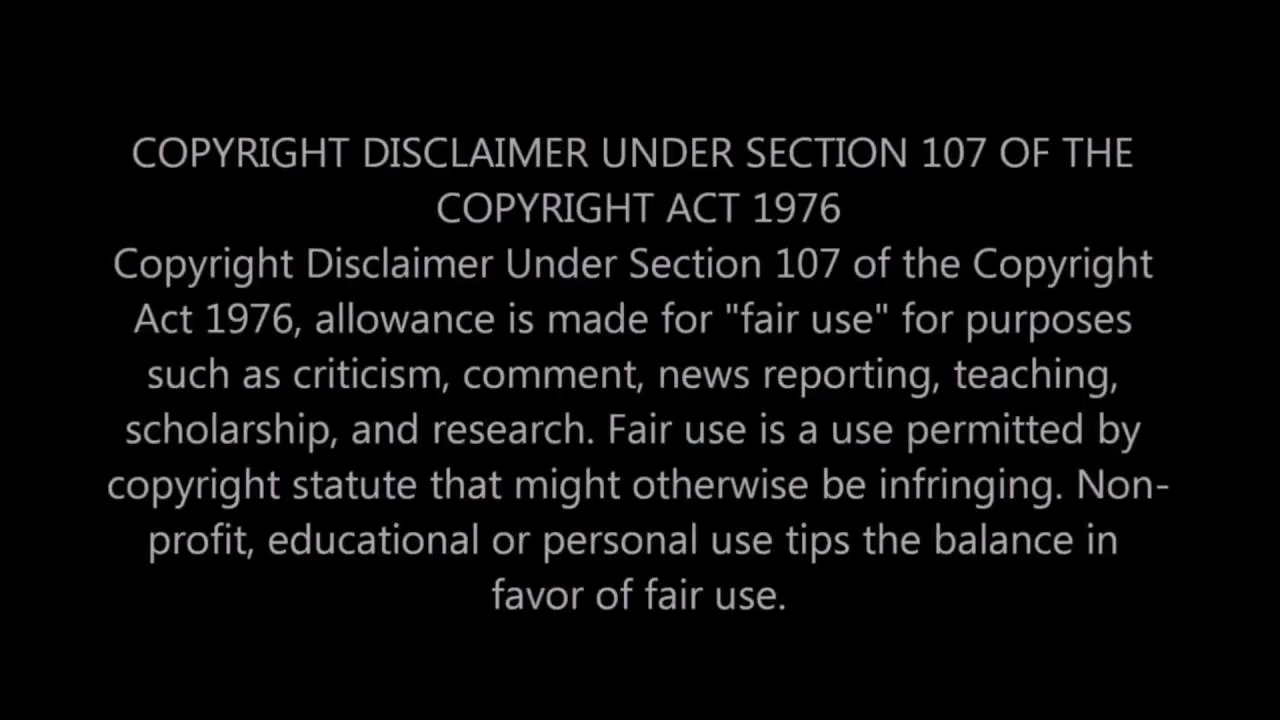 COPYRIGHT DISCLAIMER UNDER SECTION 107 OF THE
COPYRIGHT ACT 1976
Copyright Disclaimer Under Section 107 of the Copyright
Act 1976, allowance is made for "fair use" for purposes
such as criticism, comment, news reporting, teaching,
scholarship, and research. Fair use is a use permitted by
copyright statute that might otherwise be infringing. Non-
profit, educational or personal use tips the balance in
favor of fair use.